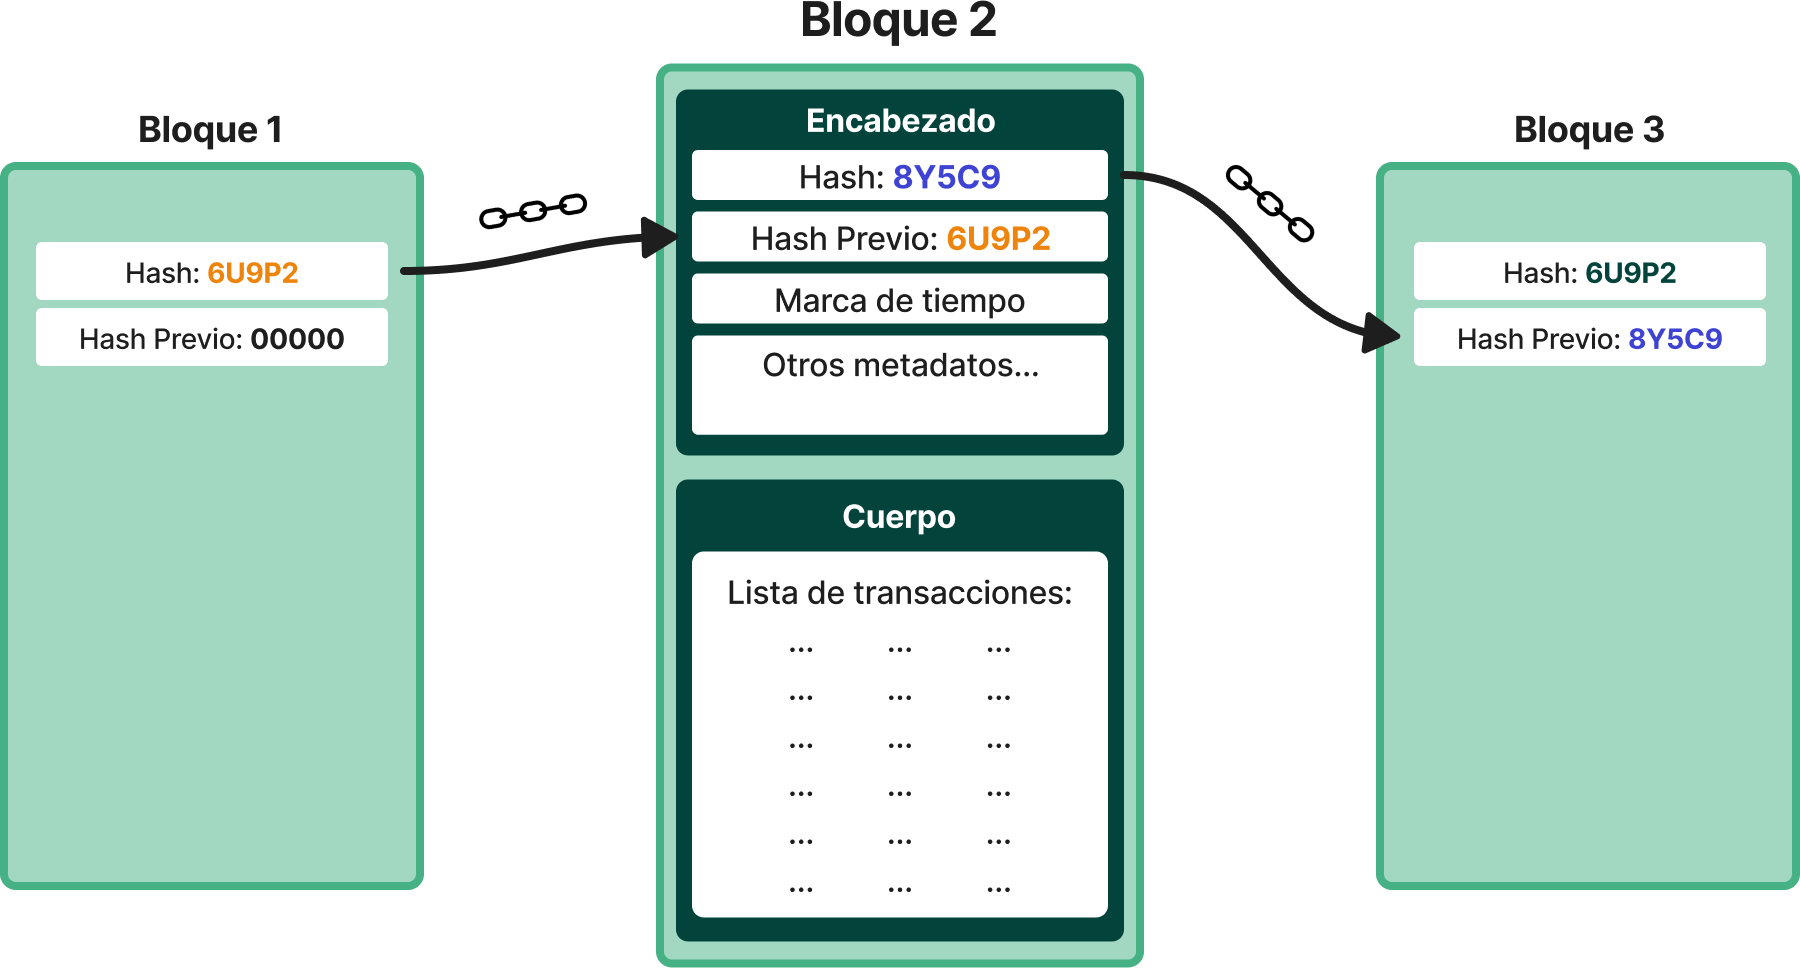 Bloque 1
Hash: 6U9P2
Hash Previo: 00000
Bloque 2
Encabezado
Hash: 8Y5C9
Hash Previo: 6U9P2
Marca de tiempo
Otros metadatos...
Cuerpo
Lista de transacciones:
... ... ...
... ... ...
... ... ...
... ... ...
... ... ...
... ... ...
Bloque 3
Hash: 6U9P2
Hash Previo: 8Y5C9